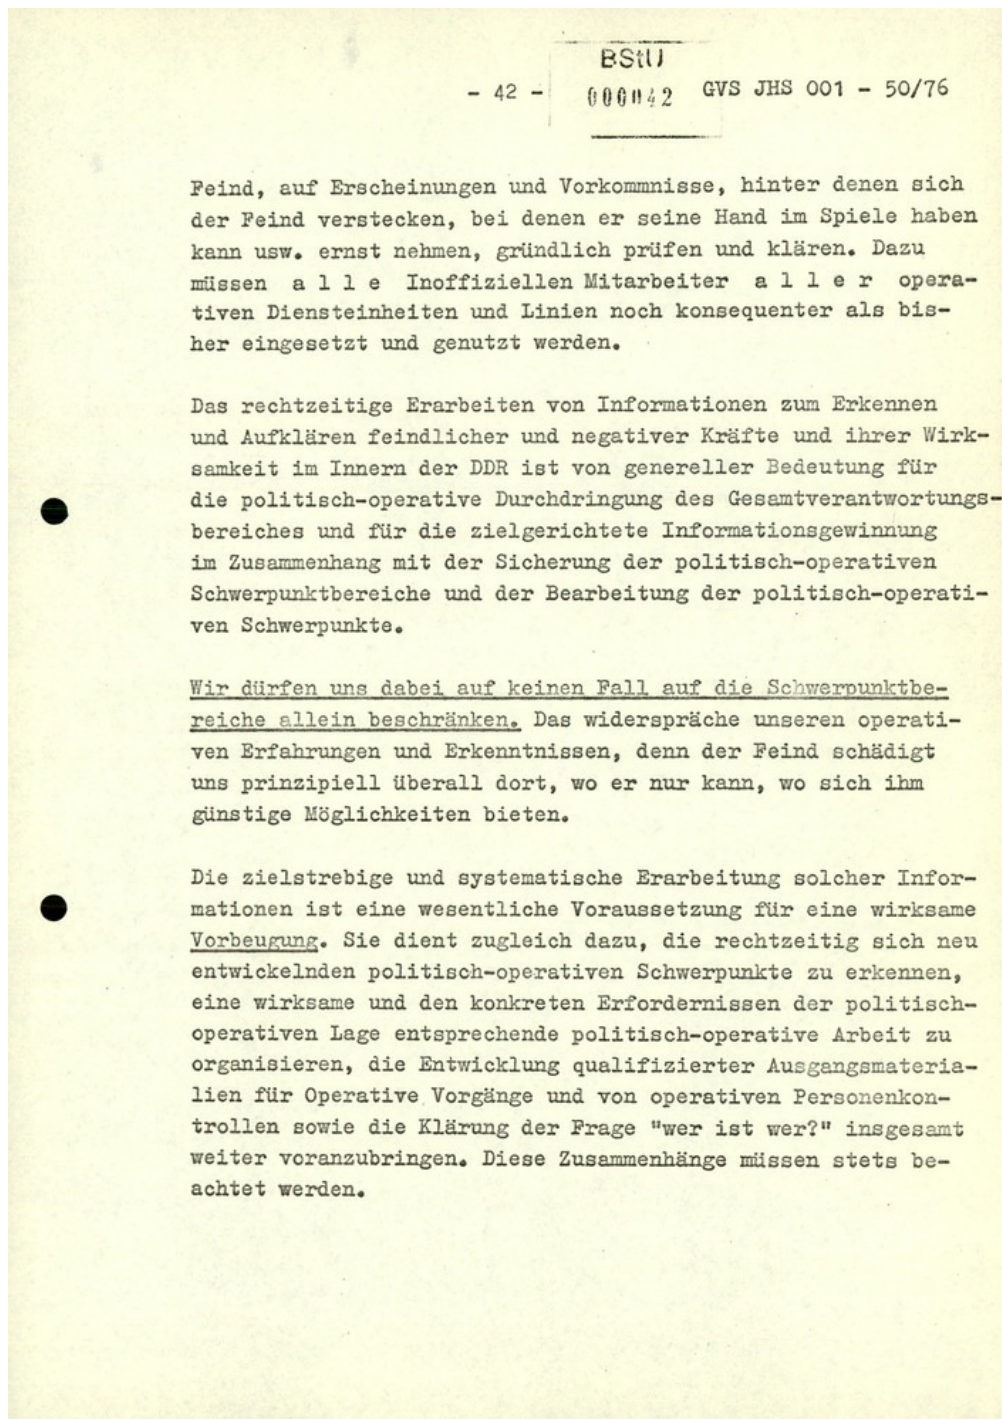 BStU
- 42 - 000042 GVS JHS 001 - 50/76
Feind, auf Erscheinungen und Vorkommnisse, hinter denen sich
der Feind verstecken, bei denen er seine Hand im Spiele haben
kann usw. ernst nehmen, gründlich prüfen und klären. Dazu
müssen a l l e Inoffiziellen Mitarbeiter a l l e r opera-
tiven Diensteinheiten und Linien noch konsequenter als bis-
her eingesetzt und genutzt werden.
Das rechtzeitige Erarbeiten von Informationen zum Erkennen
und Aufklären feindlicher und negativer Kräfte und ihrer Wirk-
samkeit im Innern der DDR ist von genereller Bedeutung für
die politisch-operative Durchdringung des Gesamtverantwortungs-
bereiches und für die zielgerichtete Informationsgewinnung
im Zusammenhang mit der Sicherung der politisch-operativen
Schwerpunktbereiche und der Bearbeitung der politisch-operati-
ven Schwerpunkte.
Wir dürfen uns dabei auf keinen Fall auf die Schwerpunktbe-
reiche allein beschränken. Das widerspräche unseren operati-
ven Erfahrungen und Erkenntnissen, denn der Feind schädigt
uns prinzipiell überall dort, wo er nur kann, wo sich ihm
günstige Möglichkeiten bieten.
Die zielstrebige und systematische Erarbeitung solcher Infor-
mationen ist eine wesentliche Voraussetzung für eine wirksame
Vorbeugung. Sie dient zugleich dazu, die rechtzeitig sich neu
entwickelnden politisch-operativen Schwerpunkte zu erkennen,
eine wirksame und den konkreten Erfordernissen der politisch-
operativen Lage entsprechende politisch-operative Arbeit zu
organisieren, die Entwicklung qualifizierter Ausgangsmateria-
lien für Operative Vorgänge und von operativen Personenkon-
trollen sowie die Klärung der Frage "wer ist wer?" insgesamt
weiter voranzubringen. Diese Zusammenhänge müssen stets be-
achtet werden.